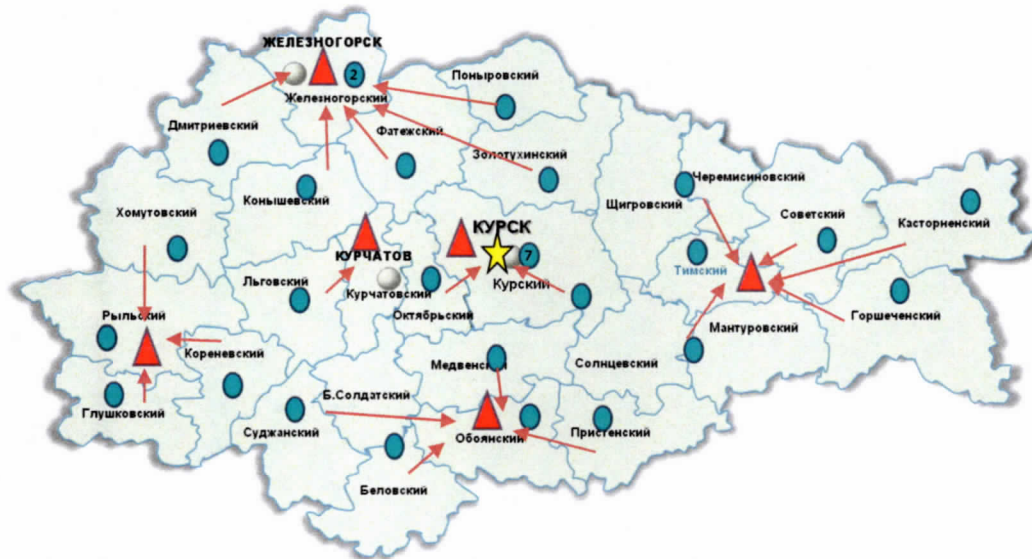 ЖЕЛЕЗНОГОРСК
2
Поныровский
Железногорский
Дмитриевский
Фатежский
Золотухинский
Черемисиновский
Хомутовский
Конышевский
Щигровский
Советский
Касторненский
КУРСК
КУРЧАТОВ
7
Тимский
Льговский
Курчатовский
Курский
Октябрьский
Рыльский
Мантуровский
Горшеченский
Кореневский
Медвенский
Солнцевский
Глушковский
Б.Солдатский
Суджанский
Обоянский
Пристенский
Беловский